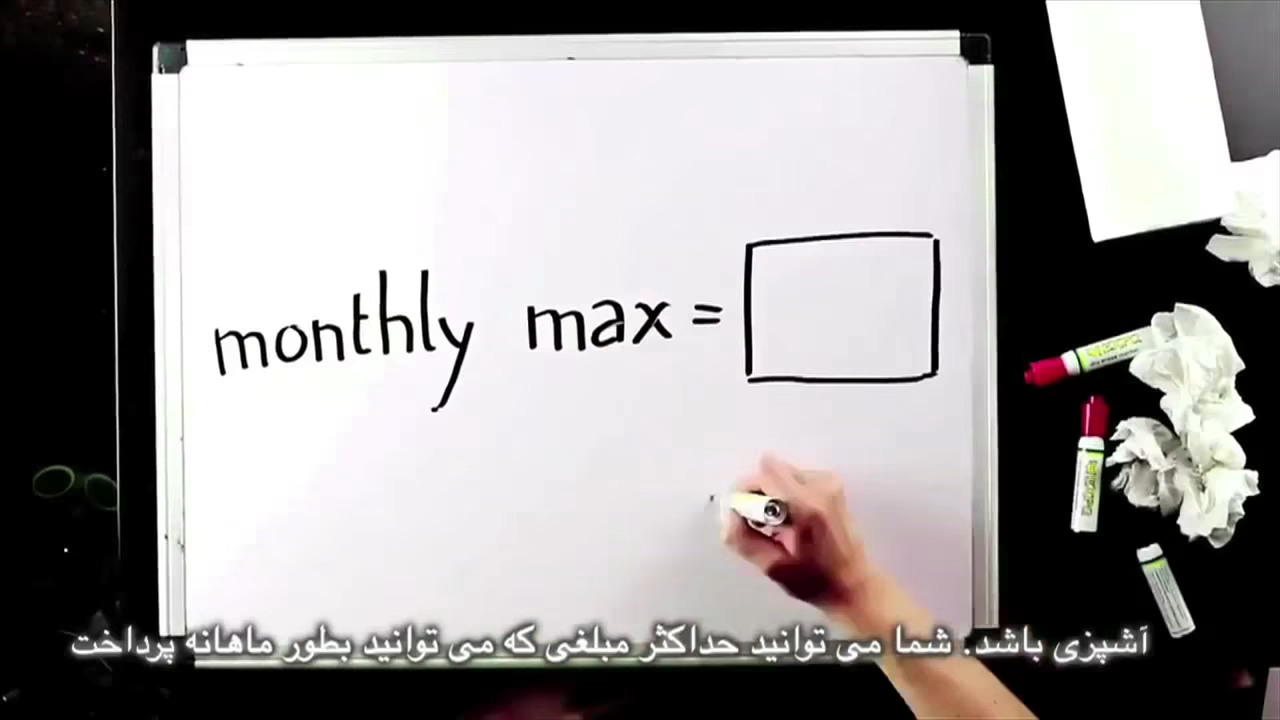 monthly max =
آشپزی باشد. شما می توانید حداکثر مبلغی که می توانید بطور ماهانه پرداخت